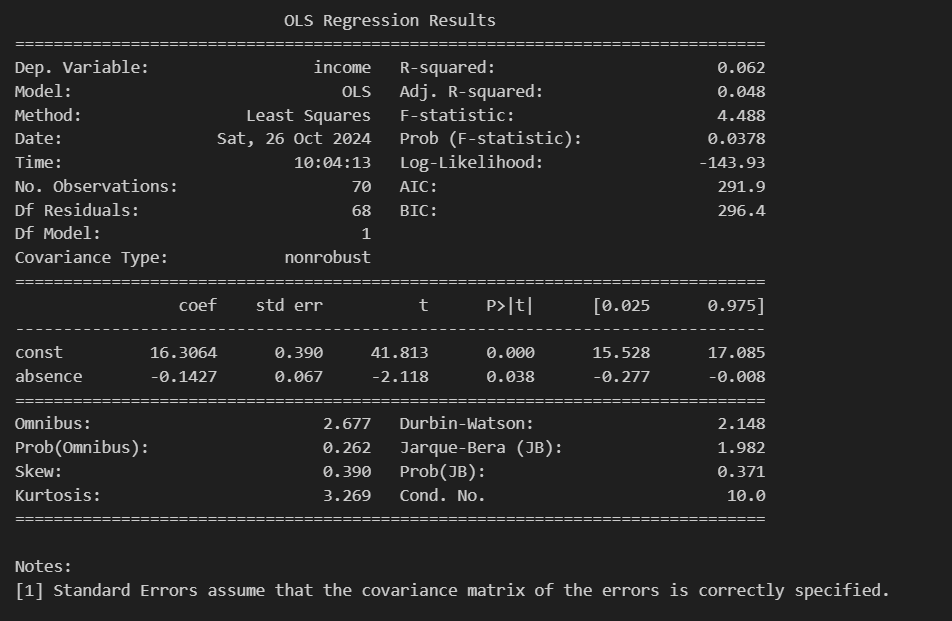 OLS Regression Results
==============================================================================
Dep. Variable:                 income   R-squared:                       0.062
Model:                            OLS   Adj. R-squared:                  0.048
Method:                 Least Squares   F-statistic:                     4.488
Date:                Sat, 26 Oct 2024   Prob (F-statistic):             0.0378
Time:                        10:04:13   Log-Likelihood:                -143.93
No. Observations:                  70   AIC:                             291.9
Df Residuals:                      68   BIC:                             296.4
Df Model:                           1
Covariance Type:            nonrobust
==============================================================================
                 coef    std err          t      P>|t|      [0.025      0.975]
------------------------------------------------------------------------------
const         16.3064      0.390     41.813      0.000      15.528      17.085
absence       -0.1427      0.067     -2.118      0.038      -0.277      -0.008
==============================================================================
Omnibus:                        2.677   Durbin-Watson:                   2.148
Prob(Omnibus):                  0.262   Jarque-Bera (JB):                1.982
Skew:                           0.390   Prob(JB):                        0.371
Kurtosis:                       3.269   Cond. No.                         10.0
==============================================================================

Notes:
[1] Standard Errors assume that the covariance matrix of the errors is correctly specified.